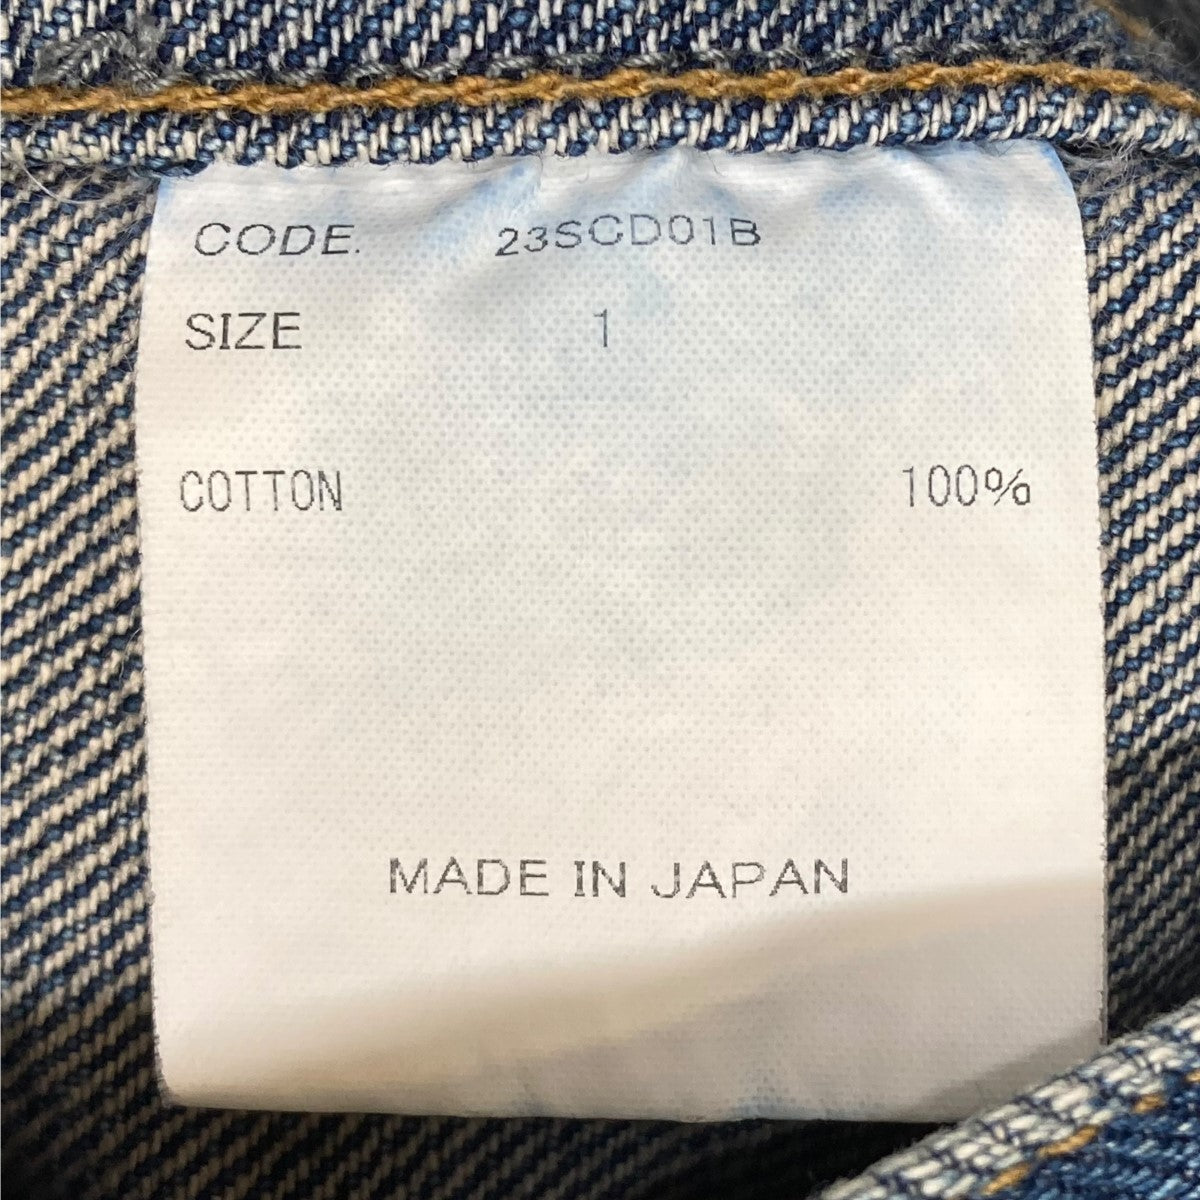 CODE. 23SCD01B
SIZE 1
COTTON 100%
MADE IN JAPAN